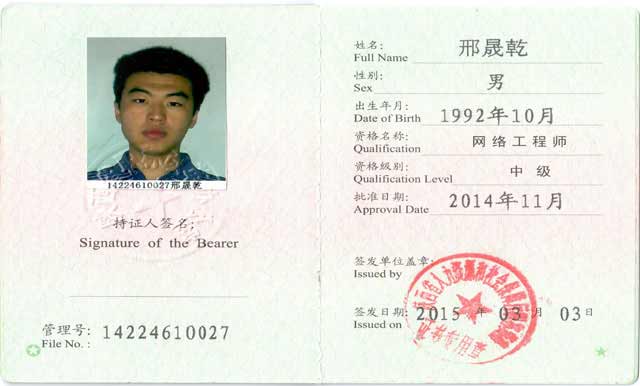 14224610027邢晟乾
持证人签名:
Signature of the Bearer
管理号: 14224610027
File No. :
姓名: 邢晟乾
Full Name
性别: 男
Sex
出生年月: 1992年10月
Date of Birth
资格名称: 网络工程师
Qualification
资格级别: 中级
Qualification Level
批准日期: 2014年11月
Approval Date
签发单位盖章:
Issued by
签发日期: 2015 年 03 月 03日
Issued on